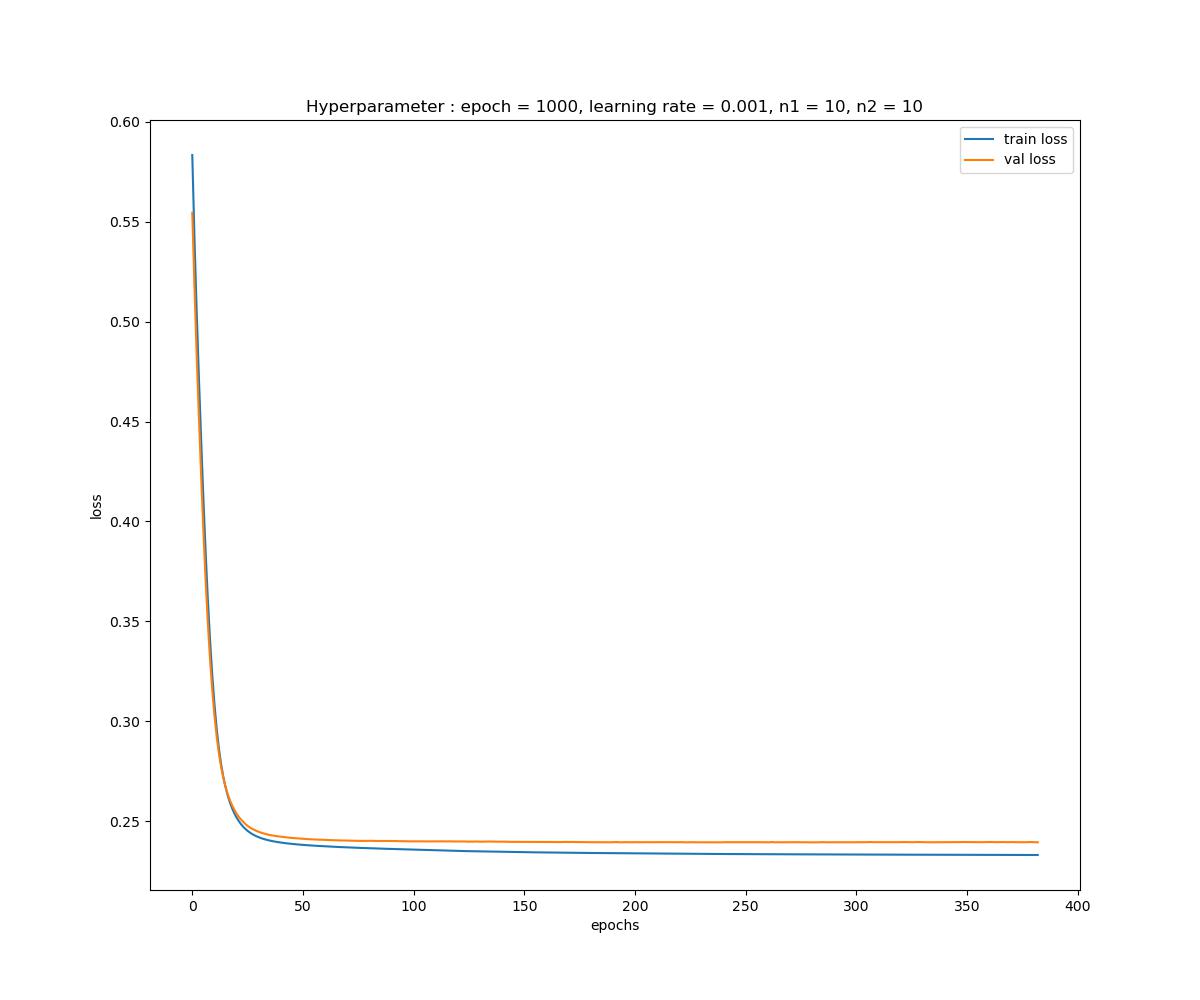 Hyperparameter : epoch = 1000, learning rate = 0.001, n1 = 10, n2 = 10
train loss
val loss
0.60
0.55
0.50
0.45
0.40
0.35
0.30
0.25
loss
0 50 100 150 200 250 300 350 400
epochs